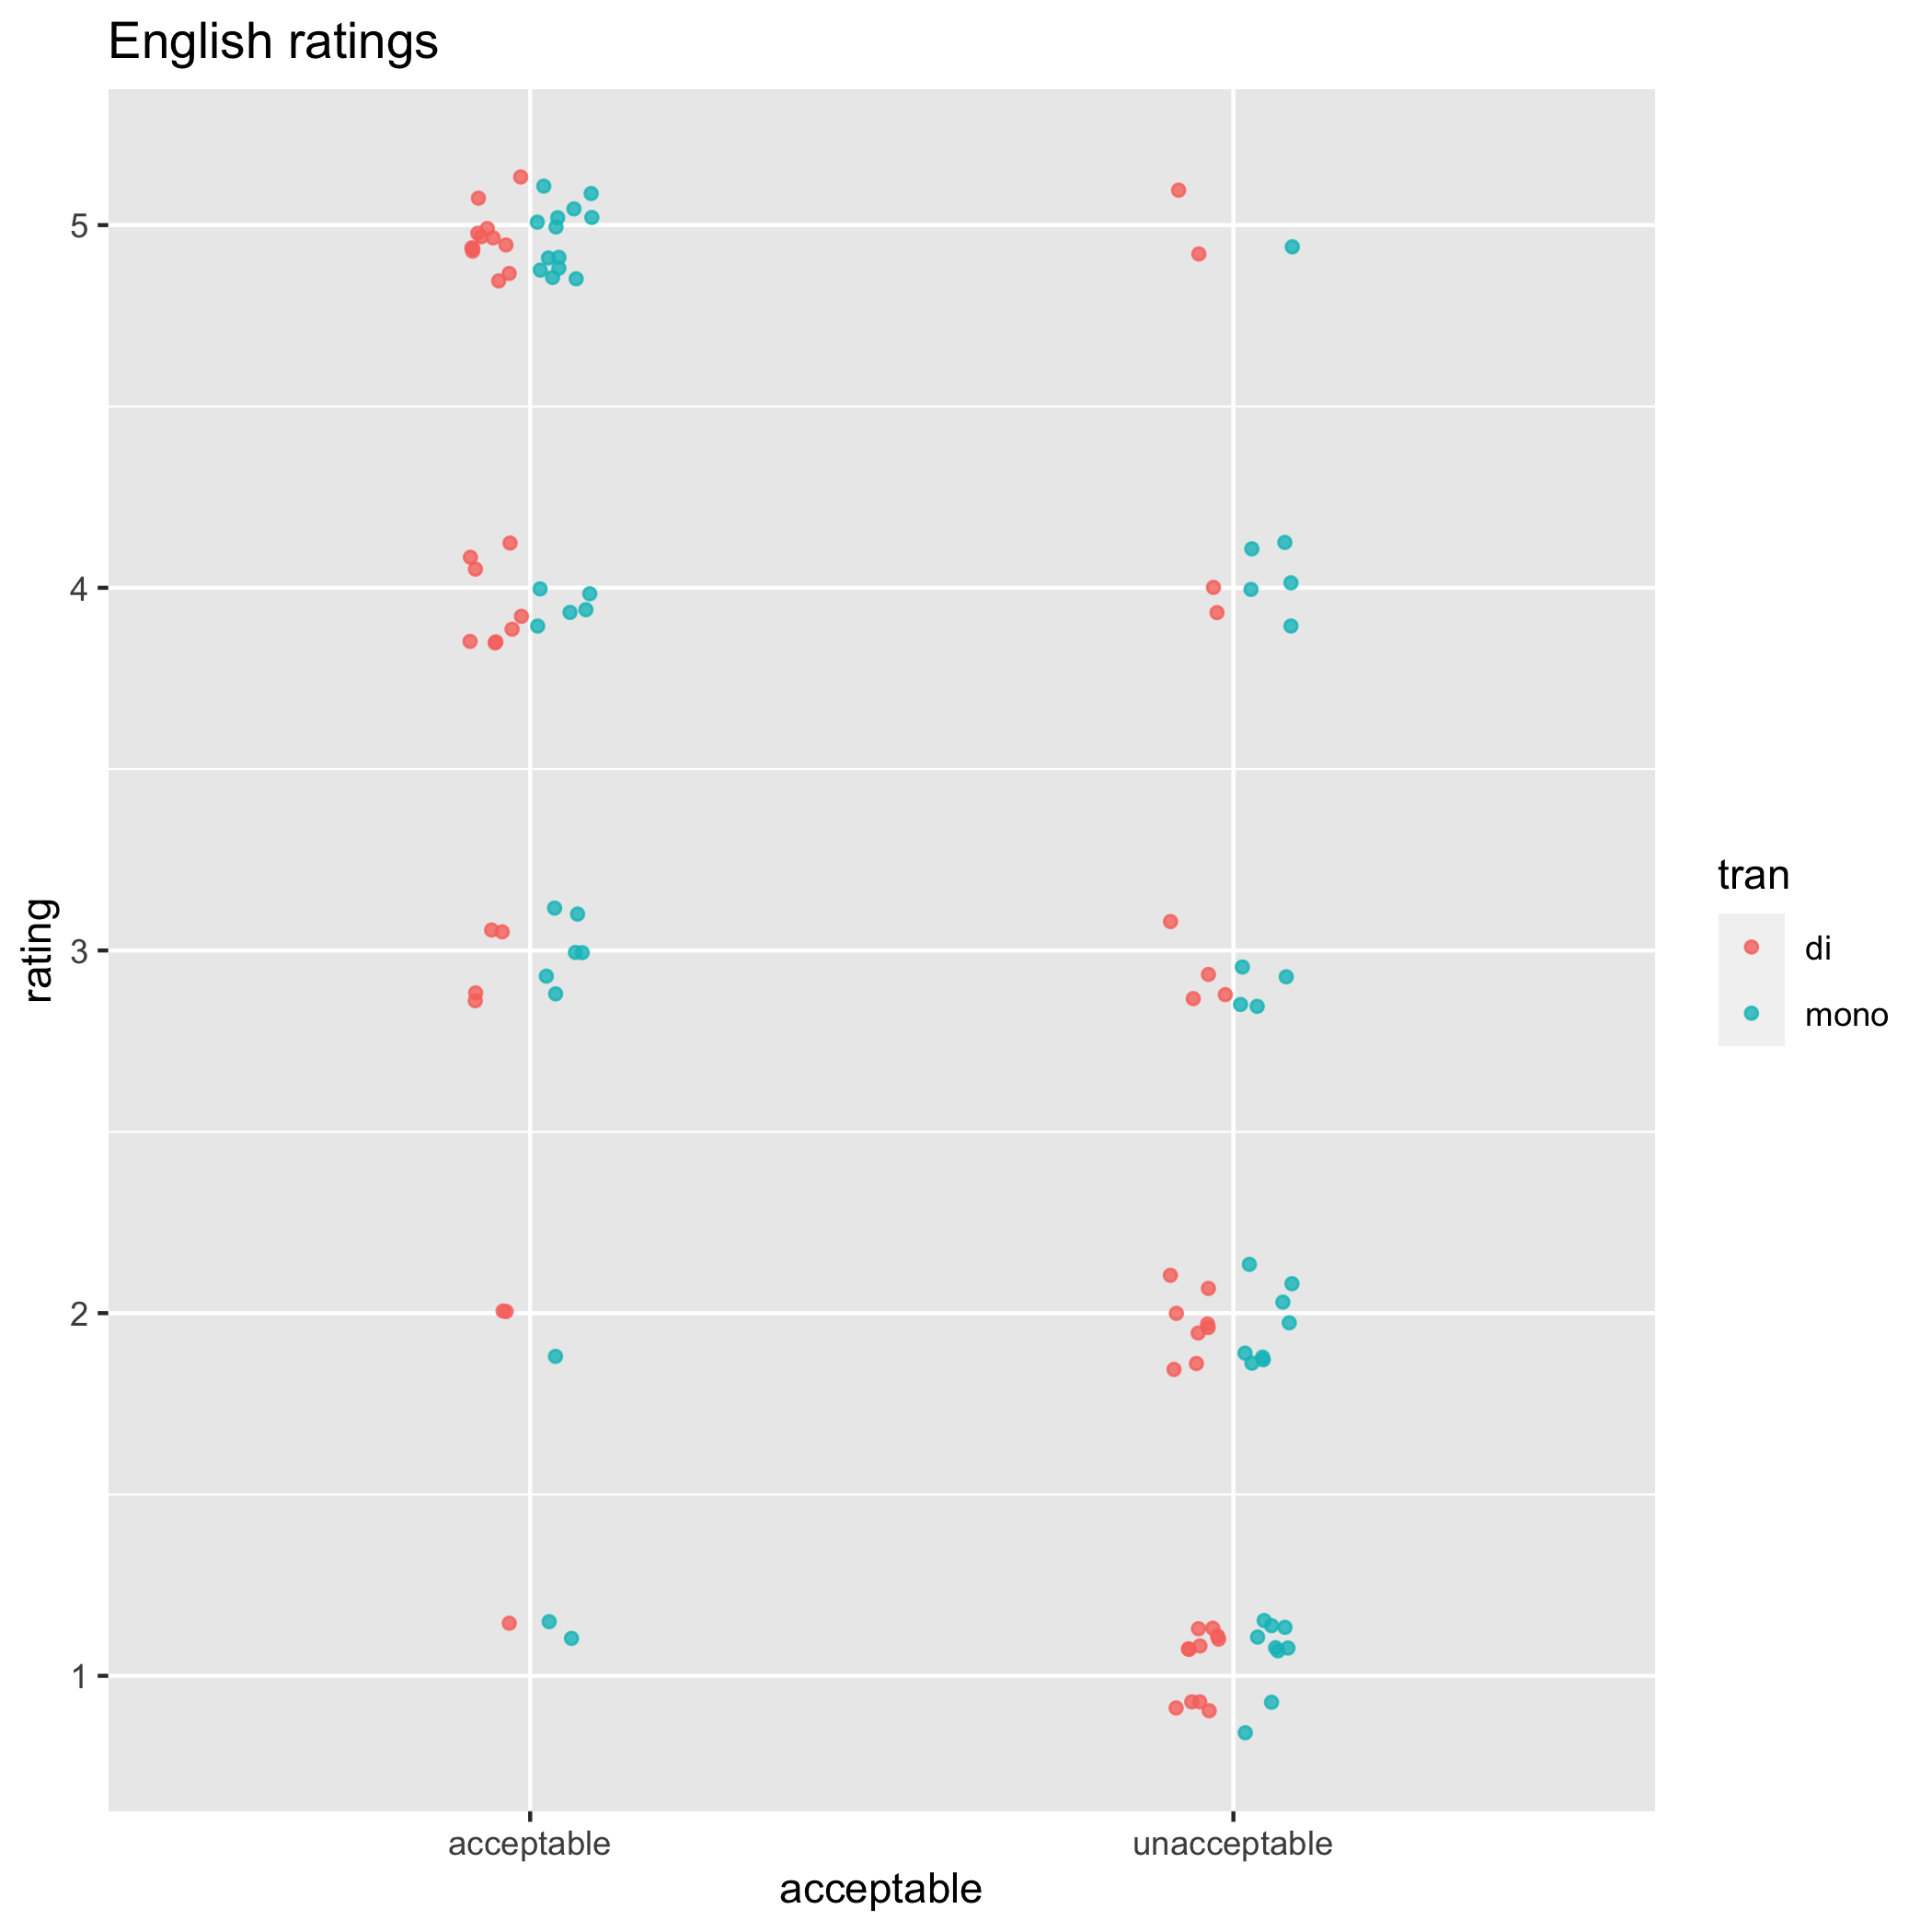 English ratings
5
4
3
2
1
rating
acceptable
unacceptable
acceptable
tran
di
mono